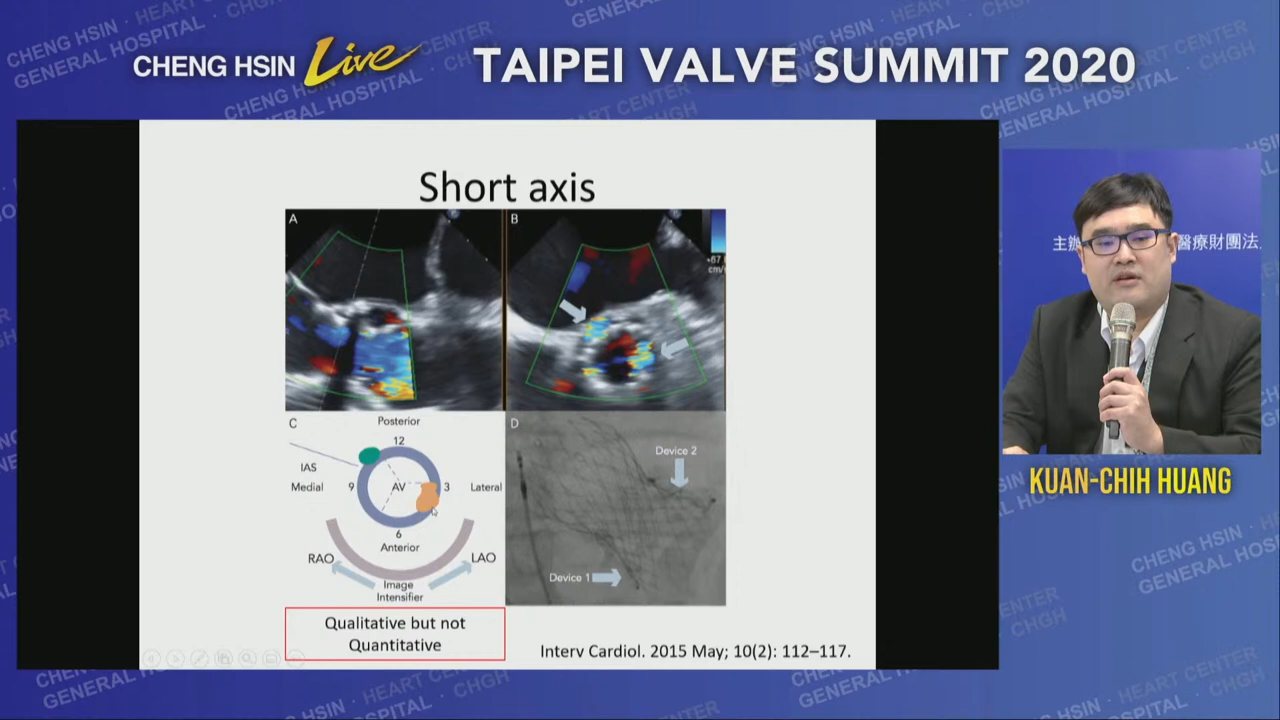 CHENG HSIN Live TAIPEI VALVE SUMMIT 2020
Short axis
A
B
cm/
C
Posterior
12
IAS
Medial
9
AV
3
Lateral
6
Anterior
RAO
LAO
Image
Intensifier
D
Device 2
Device 1
Qualitative but not
Quantitative
Interv Cardiol. 2015 May; 10(2): 112–117.
醫療財團法
KUAN-CHIH HUANG
CHENG HSIN GENERAL HOSPITAL · HEART CENTER · CHGH